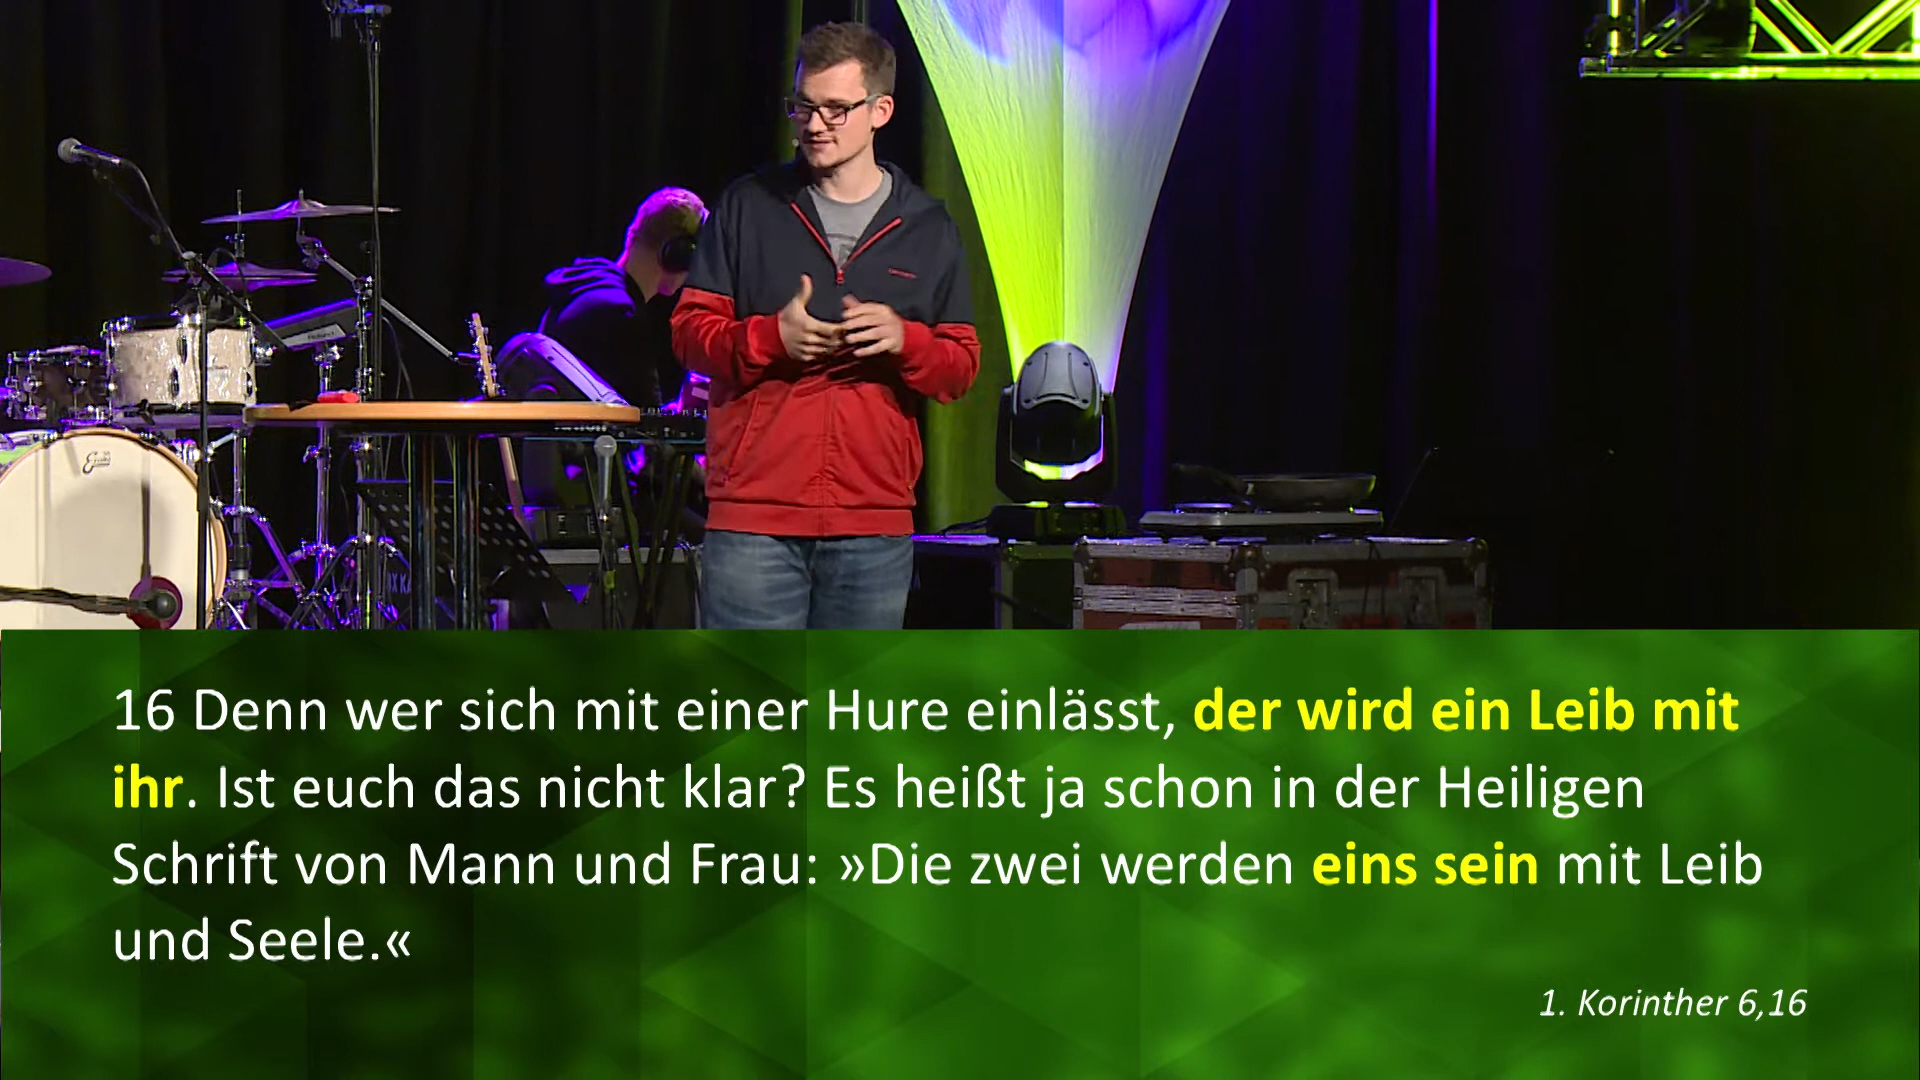 16 Denn wer sich mit einer Hure einlässt, der wird ein Leib mit
ihr. Ist euch das nicht klar? Es heißt ja schon in der Heiligen
Schrift von Mann und Frau: »Die zwei werden eins sein mit Leib
und Seele.«
1. Korinther 6,16